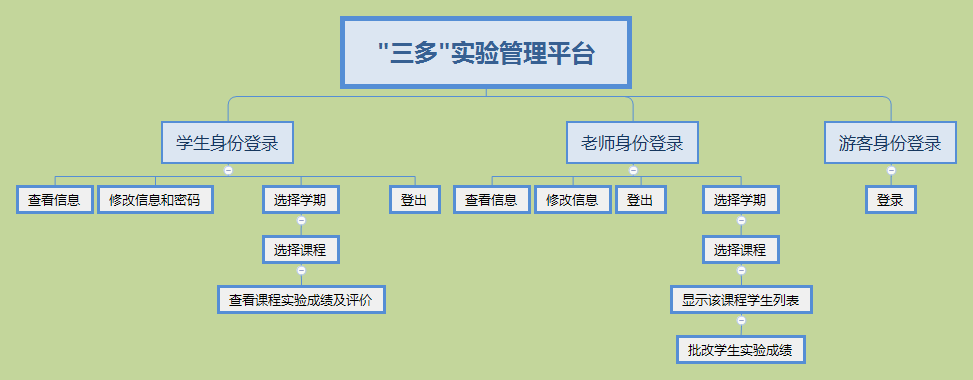 "三多"实验管理平台
学生身份登录
老师身份登录
游客身份登录
查看信息
修改信息和密码
选择学期
登出
查看信息
修改信息
登出
选择学期
登录
选择课程
选择课程
查看课程实验成绩及评价
显示该课程学生列表
批改学生实验成绩